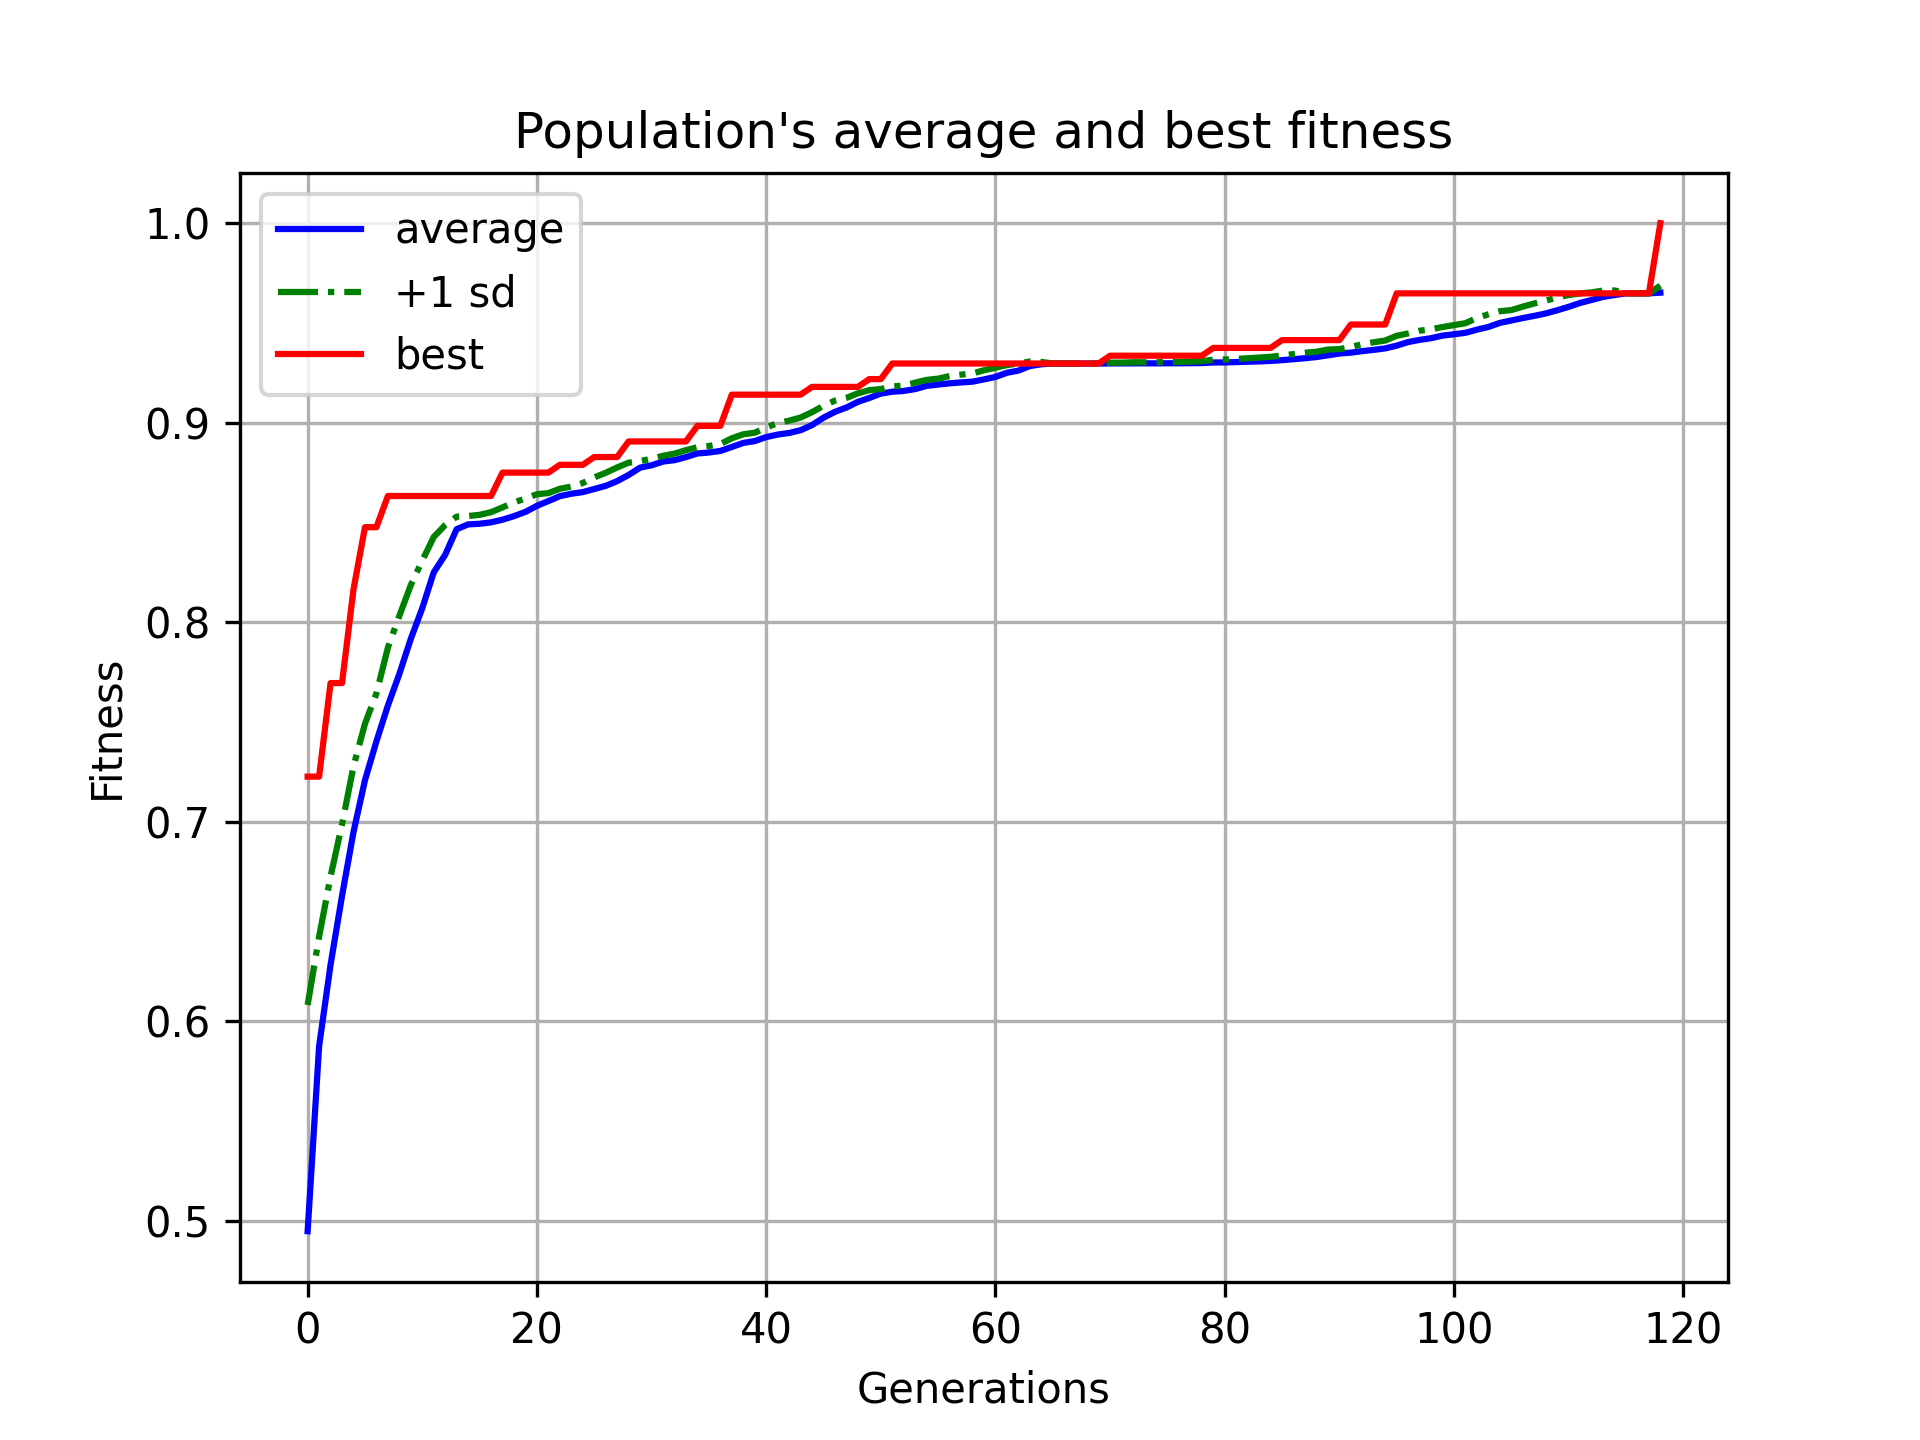 Population's average and best fitness
average
+1 sd
best
1.0
0.9
0.8
0.7
0.6
0.5
Fitness
0 20 40 60 80 100 120
Generations